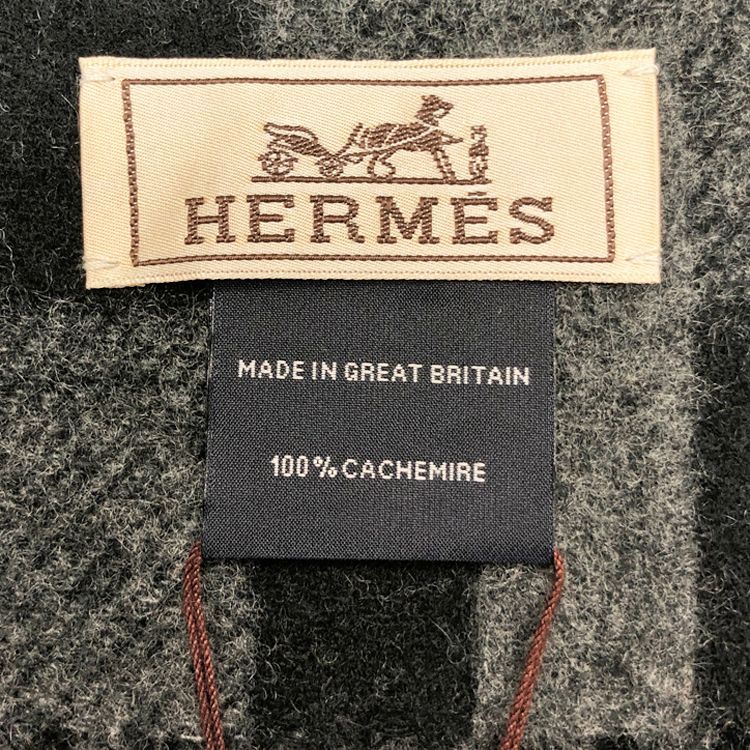 HERMÈS
MADE IN GREAT BRITAIN
100% CACHEMIRE